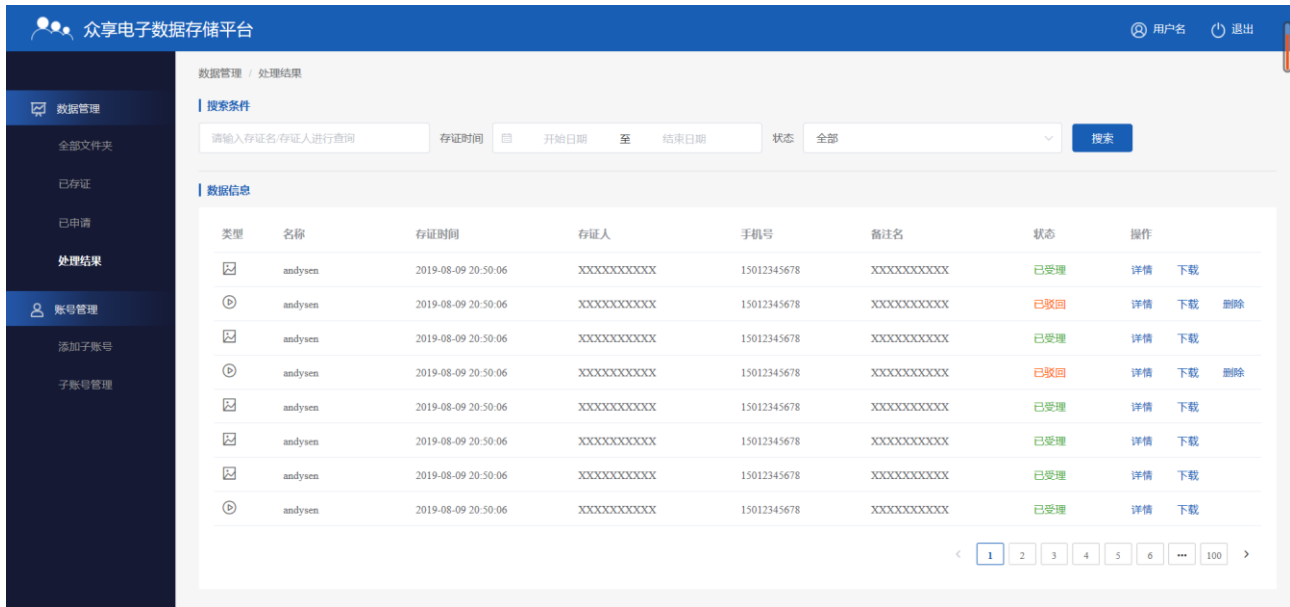 众享电子数据存储平台 用户名 退出
数据管理 / 处理结果
数据管理
全部文件夹
已存证
已申请
处理结果
账号管理
添加子账号
子账号管理
搜索条件
请输入存证名/存证人进行查询 存证时间 开始日期 至 结束日期 状态 全部 搜索
数据信息
类型 名称 存证时间 存证人 手机号 备注名 状态 操作
andysen 2019-08-09 20:50:06 XXXXXXXXXX 15012345678 XXXXXXXXXX 已受理 详情 下载
andysen 2019-08-09 20:50:06 XXXXXXXXXX 15012345678 XXXXXXXXXX 已驳回 详情 下载 删除
andysen 2019-08-09 20:50:06 XXXXXXXXXX 15012345678 XXXXXXXXXX 已受理 详情 下载
andysen 2019-08-09 20:50:06 XXXXXXXXXX 15012345678 XXXXXXXXXX 已驳回 详情 下载 删除
andysen 2019-08-09 20:50:06 XXXXXXXXXX 15012345678 XXXXXXXXXX 已受理 详情 下载
andysen 2019-08-09 20:50:06 XXXXXXXXXX 15012345678 XXXXXXXXXX 已受理 详情 下载
andysen 2019-08-09 20:50:06 XXXXXXXXXX 15012345678 XXXXXXXXXX 已受理 详情 下载
andysen 2019-08-09 20:50:06 XXXXXXXXXX 15012345678 XXXXXXXXXX 已受理 详情 下载
< 1 2 3 4 5 6 ••• 100 >